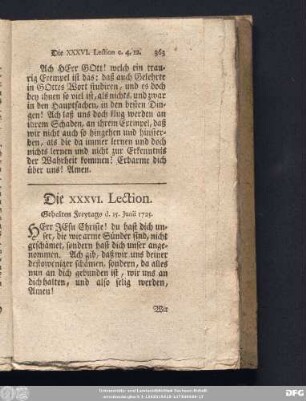 Die XXXVI. Lection c. 4, 22. 363
Ach HErr GOtt! welch ein trau-
rig Exempel ist das: daß auch Gelehrte
in GOttes Wort studiren, und es doch
bey ihnen so viel ist, als nichts, und zwar
in den Hauptsachen, in den besten Din-
gen! Ach laß uns doch klug werden an
ihrem Schaden, an ihrem Exempel, daß
wir nicht auch so hingehen und hinster-
ben, als die da immer lernen und doch
nichts lernen und nicht zur Erkenntnis
der Wahrheit kommen! Erbarme dich
über uns! Amen.
Die XXXVI. Lection.
Gehalten Freytags d. 15. Junii 1725.
HErr JEsu Christe! du hast dich un-
ser, die wir arme Sünder sind, nicht
geschämet, sondern hast dich unser ange-
nommen. Ach gib, daß wir uns deiner
destoweniger schämen, sondern, da alles
nun an dich gebunden ist, wir uns an
dich halten, und also selig werden,
Amen!
Wir